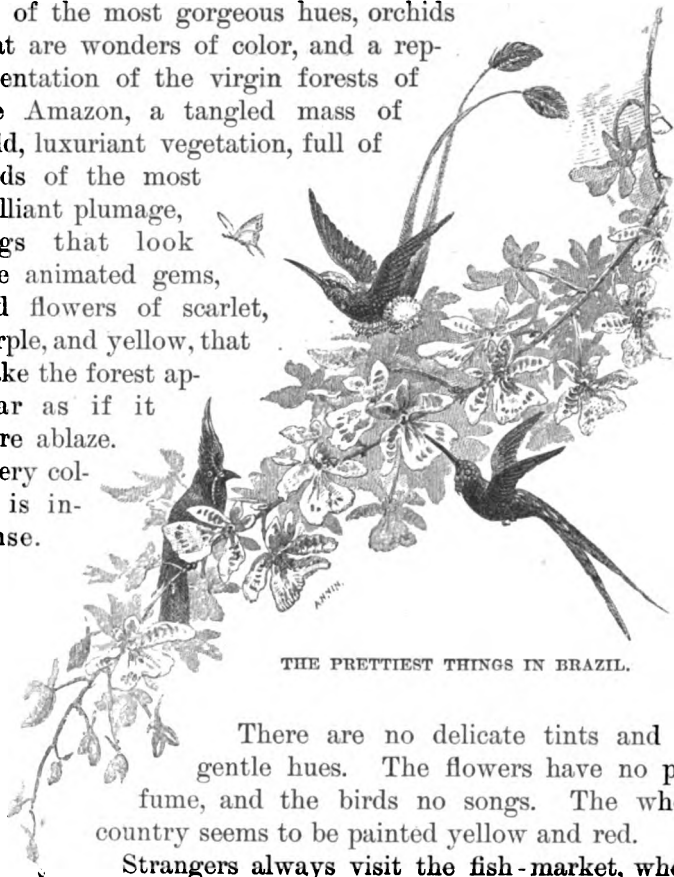 of the most gorgeous hues, orchids
at are wonders of color, and a rep-
entation of the virgin forests of
e Amazon, a tangled mass of
ld, luxuriant vegetation, full of
ds of the most
lliant plumage,
gs that look
e animated gems,
d flowers of scarlet,
rple, and yellow, that
ke the forest ap-
ar as if it
re ablaze.
ery col-
is in-
nse.
ANNIN.
THE PRETTIEST THINGS IN BRAZIL.
There are no delicate tints and
gentle hues. The flowers have no p
fume, and the birds no songs. The wh
country seems to be painted yellow and red.
Strangers always visit the fish-market, whe